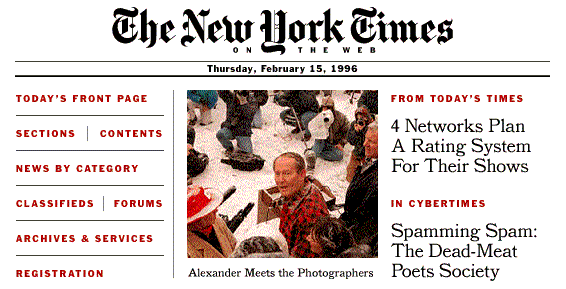 The New York Times
ON THE WEB
Thursday, February 15, 1996
TODAY'S FRONT PAGE
SECTIONS CONTENTS
NEWS BY CATEGORY
CLASSIFIEDS FORUMS
ARCHIVES & SERVICES
REGISTRATION
Alexander Meets the Photographers
FROM TODAY'S TIMES
4 Networks Plan
A Rating System
For Their Shows
IN CYBERTIMES
Spamming Spam:
The Dead-Meat
Poets Society